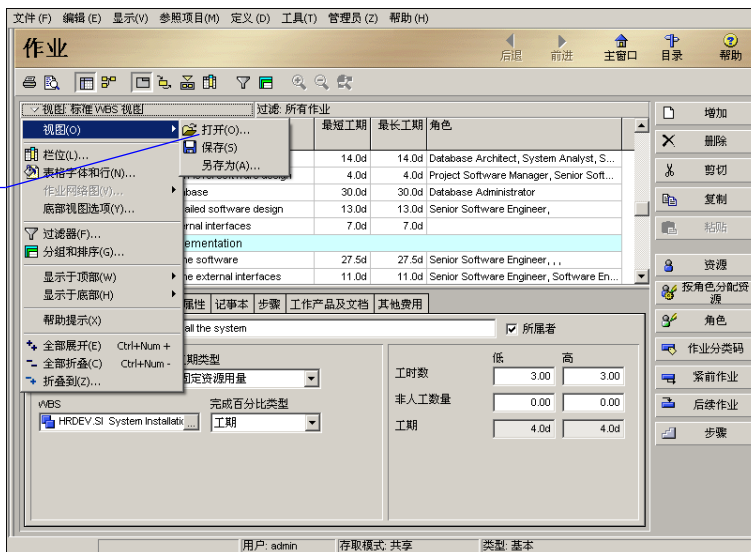 文件(F) 编辑(E) 显示(V) 参照项目(M) 定义(D) 工具(T) 管理员(Z) 帮助(H)
作业
后退 前进 主窗口 目录 帮助
视图: 标准 WBS 视图 过滤: 所有作业
最短工期 最长工期 角色
14.0d 14.0d Database Architect, System Analyst, S...
4.0d 4.0d Project Software Manager, Senior Soft...
base 30.0d 30.0d Database Administrator
ailed software design 13.0d 13.0d Senior Software Engineer,
rnal interfaces 7.0d 7.0d
ementation
e software 27.5d 27.5d Senior Software Engineer, , ,
e external interfaces 11.0d 11.0d Senior Software Engineer, Software En...
视图(O)
栏位(L)...
表格字体和行(N)...
作业网络图(V)...
底部视图选项(Y)...
过滤器(F)...
分组和排序(G)...
显示于顶部(W)
显示于底部(H)
帮助提示(X)
全部展开(E) Ctrl+Num +
全部折叠(C) Ctrl+Num -
折叠到(Z)...
打开(O)...
保存(S)
另存为(A)...
属性 记事本 步骤 工作产品及文档 其他费用
all the system 所属者
期类型
固定资源用量
WBS 完成百分比类型
HRDEV.SI System Installatic ... 工期
低 高
工时数 3.00 3.00
非人工数量 0.00 0.00
工期 4.0d 4.0d
增加
删除
剪切
复制
粘贴
资源
按角色分配资源
角色
作业分类码
紧前作业
后续作业
步骤
用户: admin 存取模式: 共享 类型: 基本